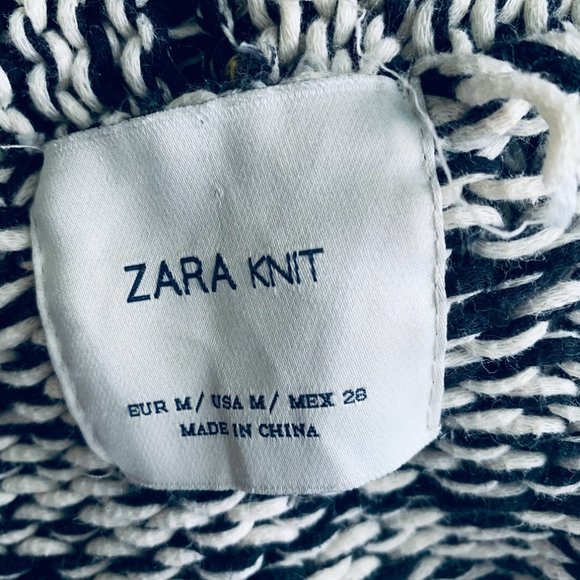 ZARA KNIT
EUR M/ USA M/ MEX 28
MADE IN CHINA